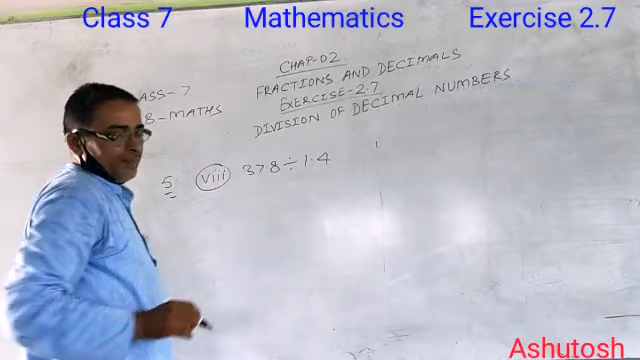 Class 7 Mathematics Exercise 2.7
CHAP-02
ASS-7 FRACTIONS AND DECIMALS
B-MATHS EXERCISE-2.7
DIVISION OF DECIMAL NUMBERS
5. (viii) 37.8 ÷ 1.4
Ashutosh